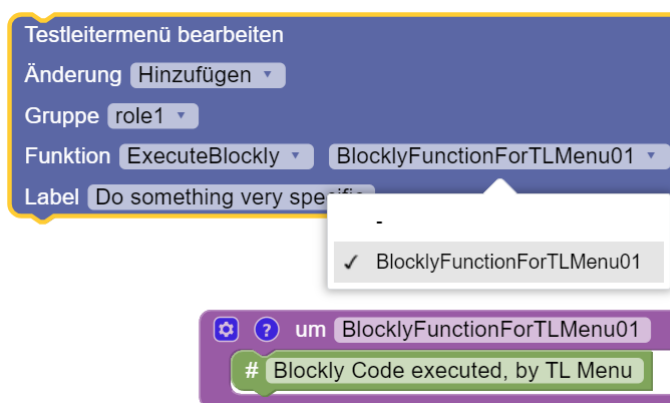 Testleitermenü bearbeiten
Änderung Hinzufügen
Gruppe role1
Funktion ExecuteBlockly BlocklyFunctionForTLMenu01
Label Do something very specific
-
✓ BlocklyFunctionForTLMenu01
? um BlocklyFunctionForTLMenu01
# Blockly Code executed, by TL Menu